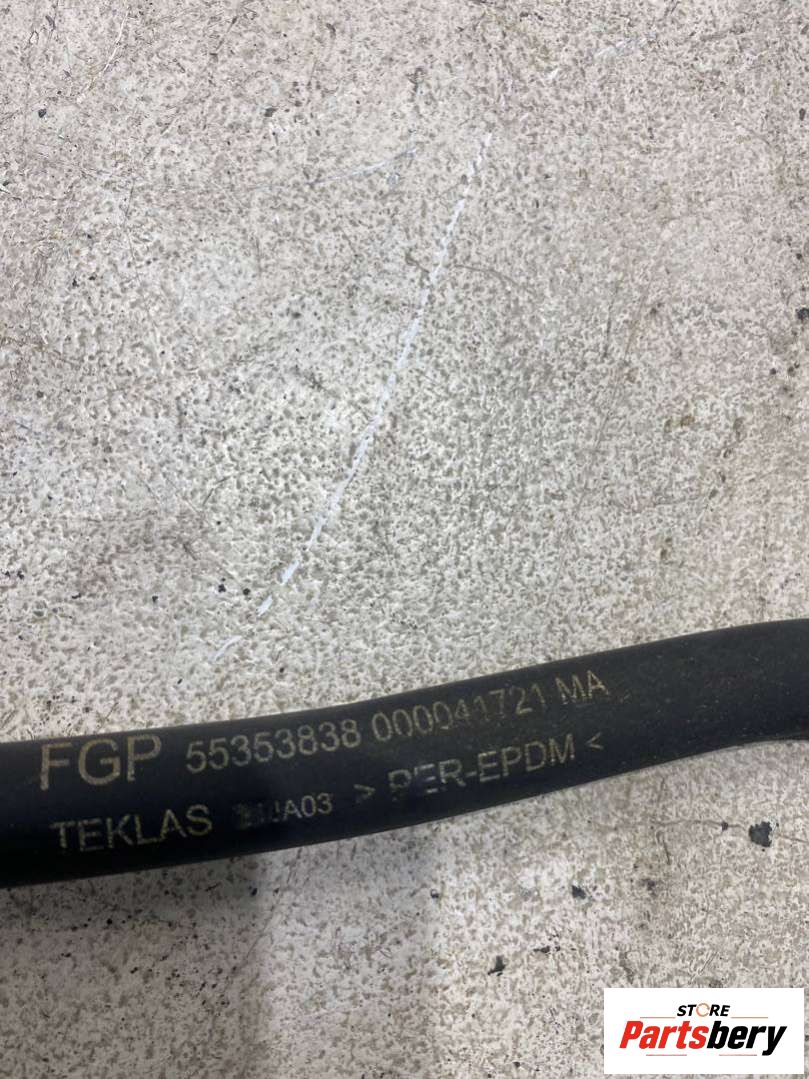 FGP 55353838 000041721 MA
TEKLAS > PER-EPDM <
STORE
Partsbery